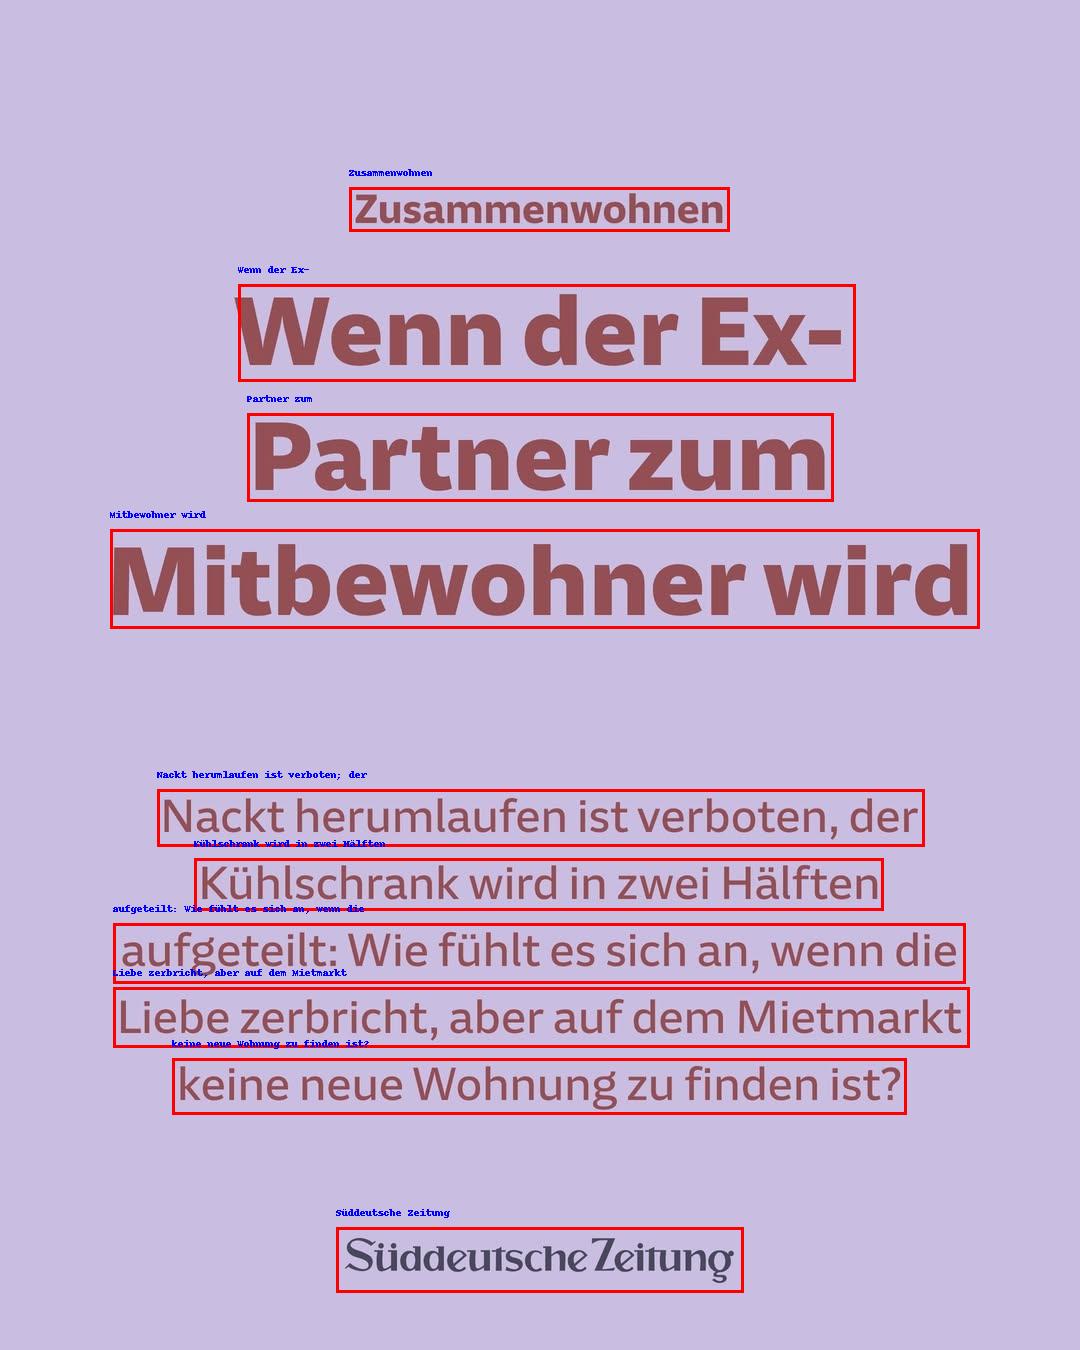 Zusammenwohnen
Wenn der Ex-
Partner zum
Mitbewohner wird
Nackt herumlaufen ist verboten, der
Kühlschrank wird in zwei Hälften
aufgeteilt: Wie fühlt es sich an, wenn die
Liebe zerbricht, aber auf dem Mietmarkt
keine neue Wohnung zu finden ist?
Süddeutsche Zeitung